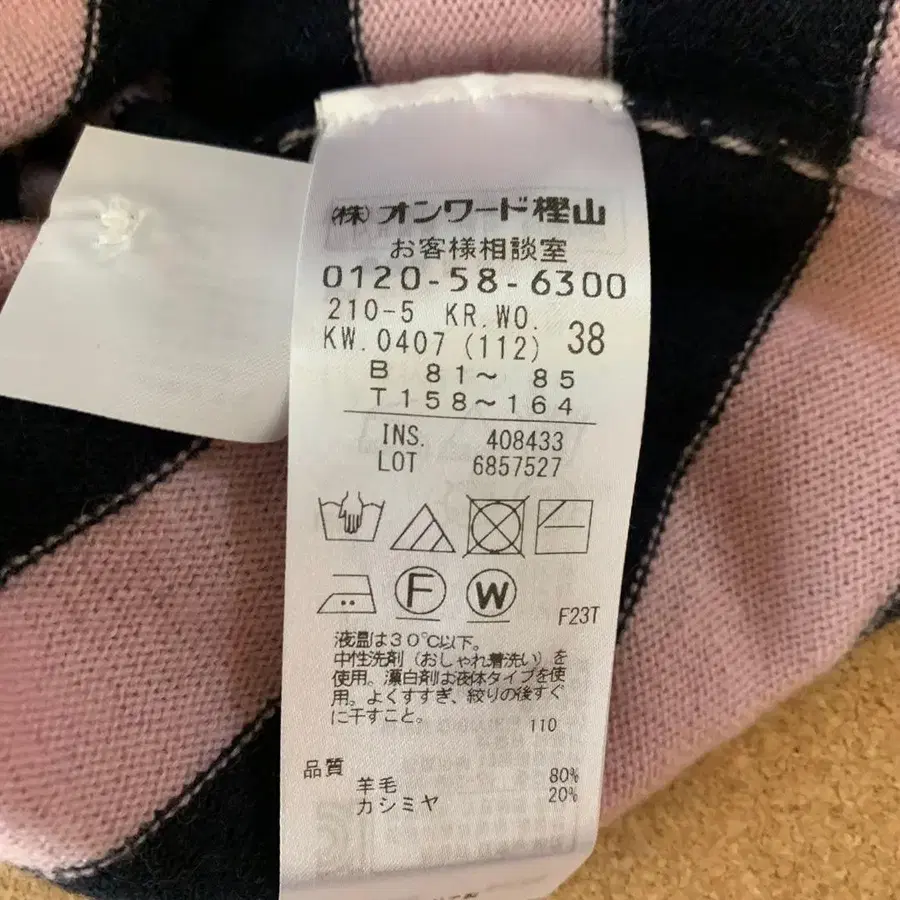 ㈱オンワード樫山
お客様相談室
0120-58-6300
210-5 KR.WO.
KW.0407 (112) 38
B 81〜 85
T158〜164
INS. 408433
LOT 6857527
F
W
F23T
液温は30℃以下。
中性洗剤（おしゃれ着洗い）を
使用、漂白剤は液体タイプを使
用。よくすすぎ、絞りの後すぐ
に干すこと。
110
品質
羊毛 80%
カシミヤ 20%